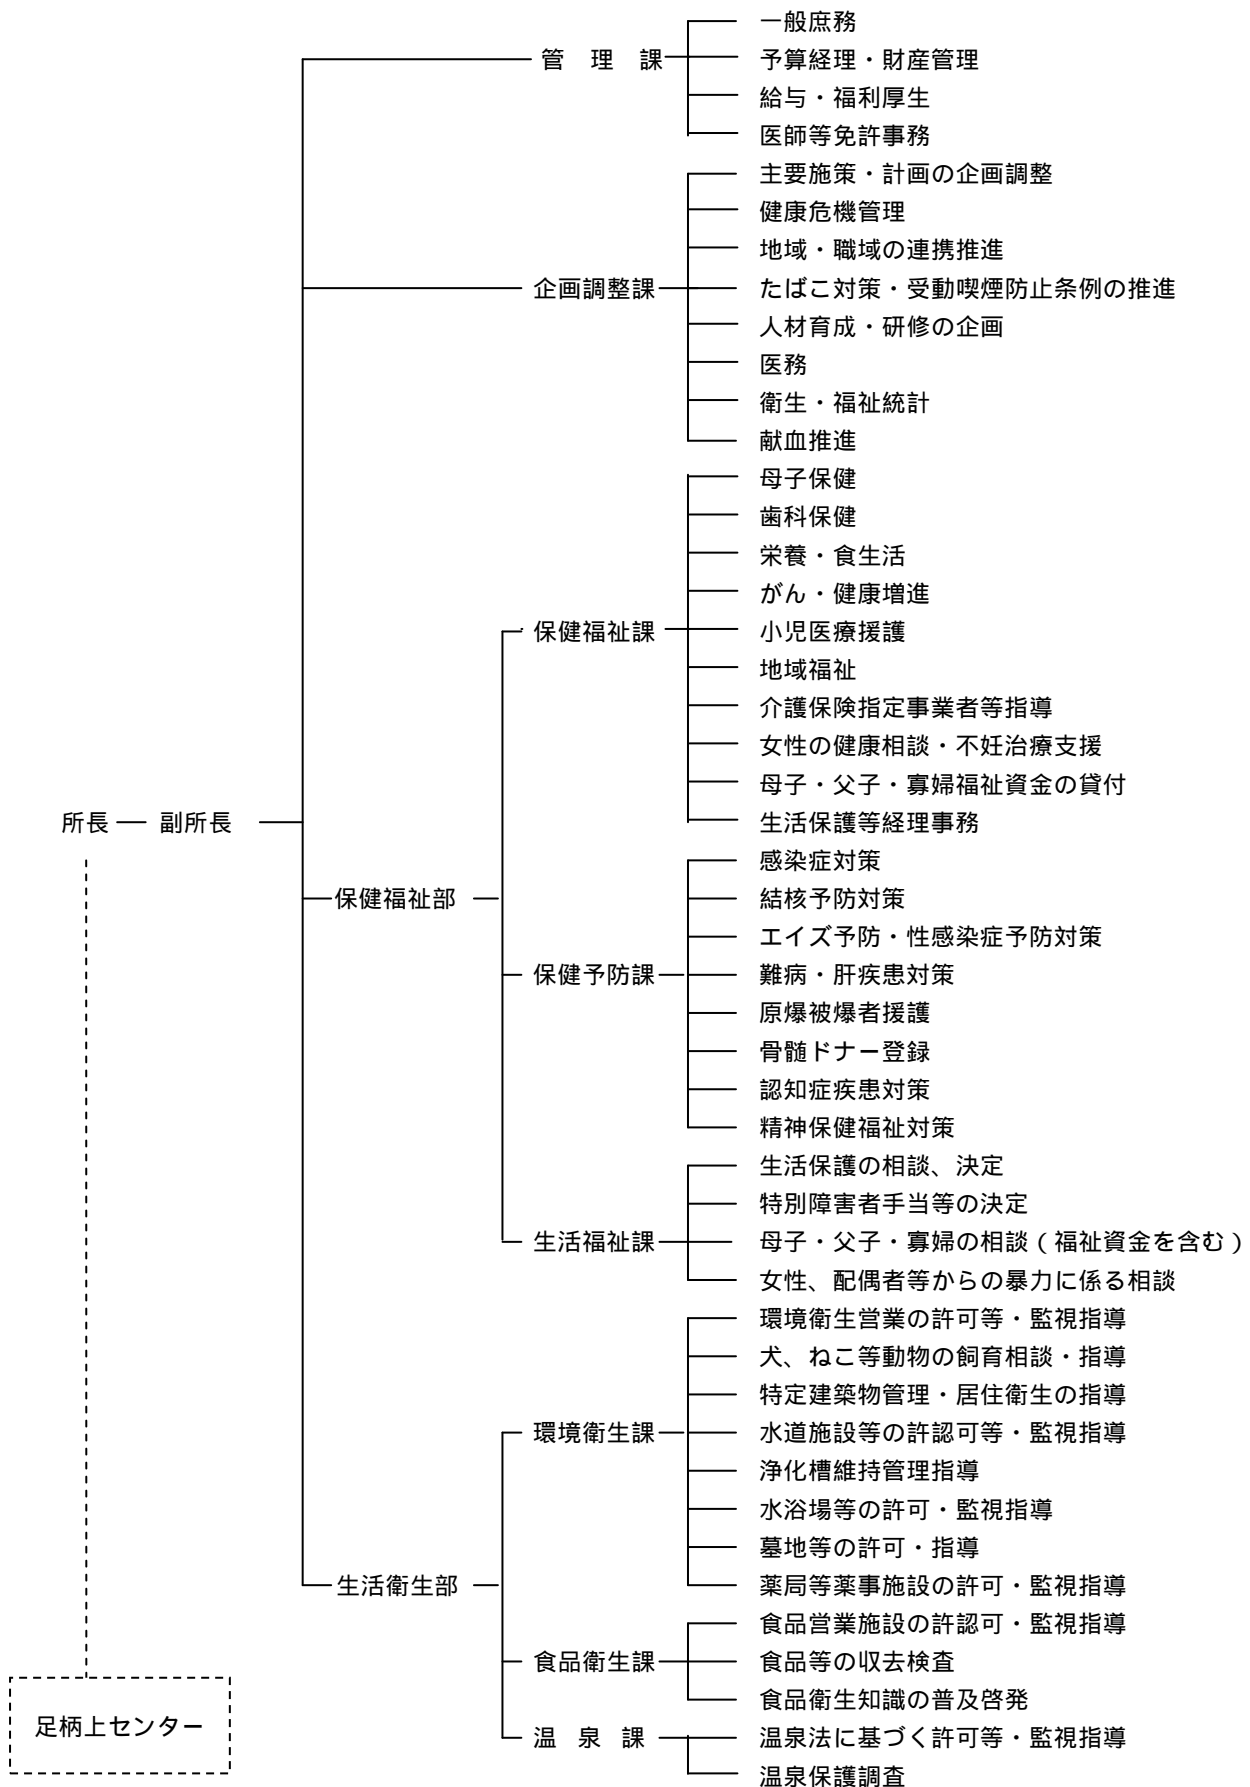 一般庶務
管　理　課
予算経理・財産管理
給与・福利厚生
医師等免許事務
主要施策・計画の企画調整
健康危機管理
地域・職域の連携推進
企画調整課
たばこ対策・受動喫煙防止条例の推進
人材育成・研修の企画
医務
衛生・福祉統計
献血推進
母子保健
歯科保健
栄養・食生活
がん・健康増進
保健福祉課
小児医療援護
地域福祉
介護保険指定事業者等指導
女性の健康相談・不妊治療支援
母子・父子・寡婦福祉資金の貸付
所長
副所長
生活保護等経理事務
感染症対策
保健福祉部
結核予防対策
エイズ予防・性感染症予防対策
保健予防課
難病・肝疾患対策
原爆被爆者援護
骨髄ドナー登録
認知症疾患対策
精神保健福祉対策
生活保護の相談、決定
特別障害者手当等の決定
生活福祉課
母子・父子・寡婦の相談（福祉資金を含む）
女性、配偶者等からの暴力に係る相談
環境衛生営業の許可等・監視指導
犬、ねこ等動物の飼育相談・指導
特定建築物管理・居住衛生の指導
環境衛生課
水道施設等の許認可等・監視指導
浄化槽維持管理指導
水浴場等の許可・監視指導
墓地等の許可・指導
生活衛生部
薬局等薬事施設の許可・監視指導
食品営業施設の許認可・監視指導
食品衛生課
食品等の収去検査
食品衛生知識の普及啓発
足柄上センター
温　泉　課
温泉法に基づく許可等・監視指導
温泉保護調査